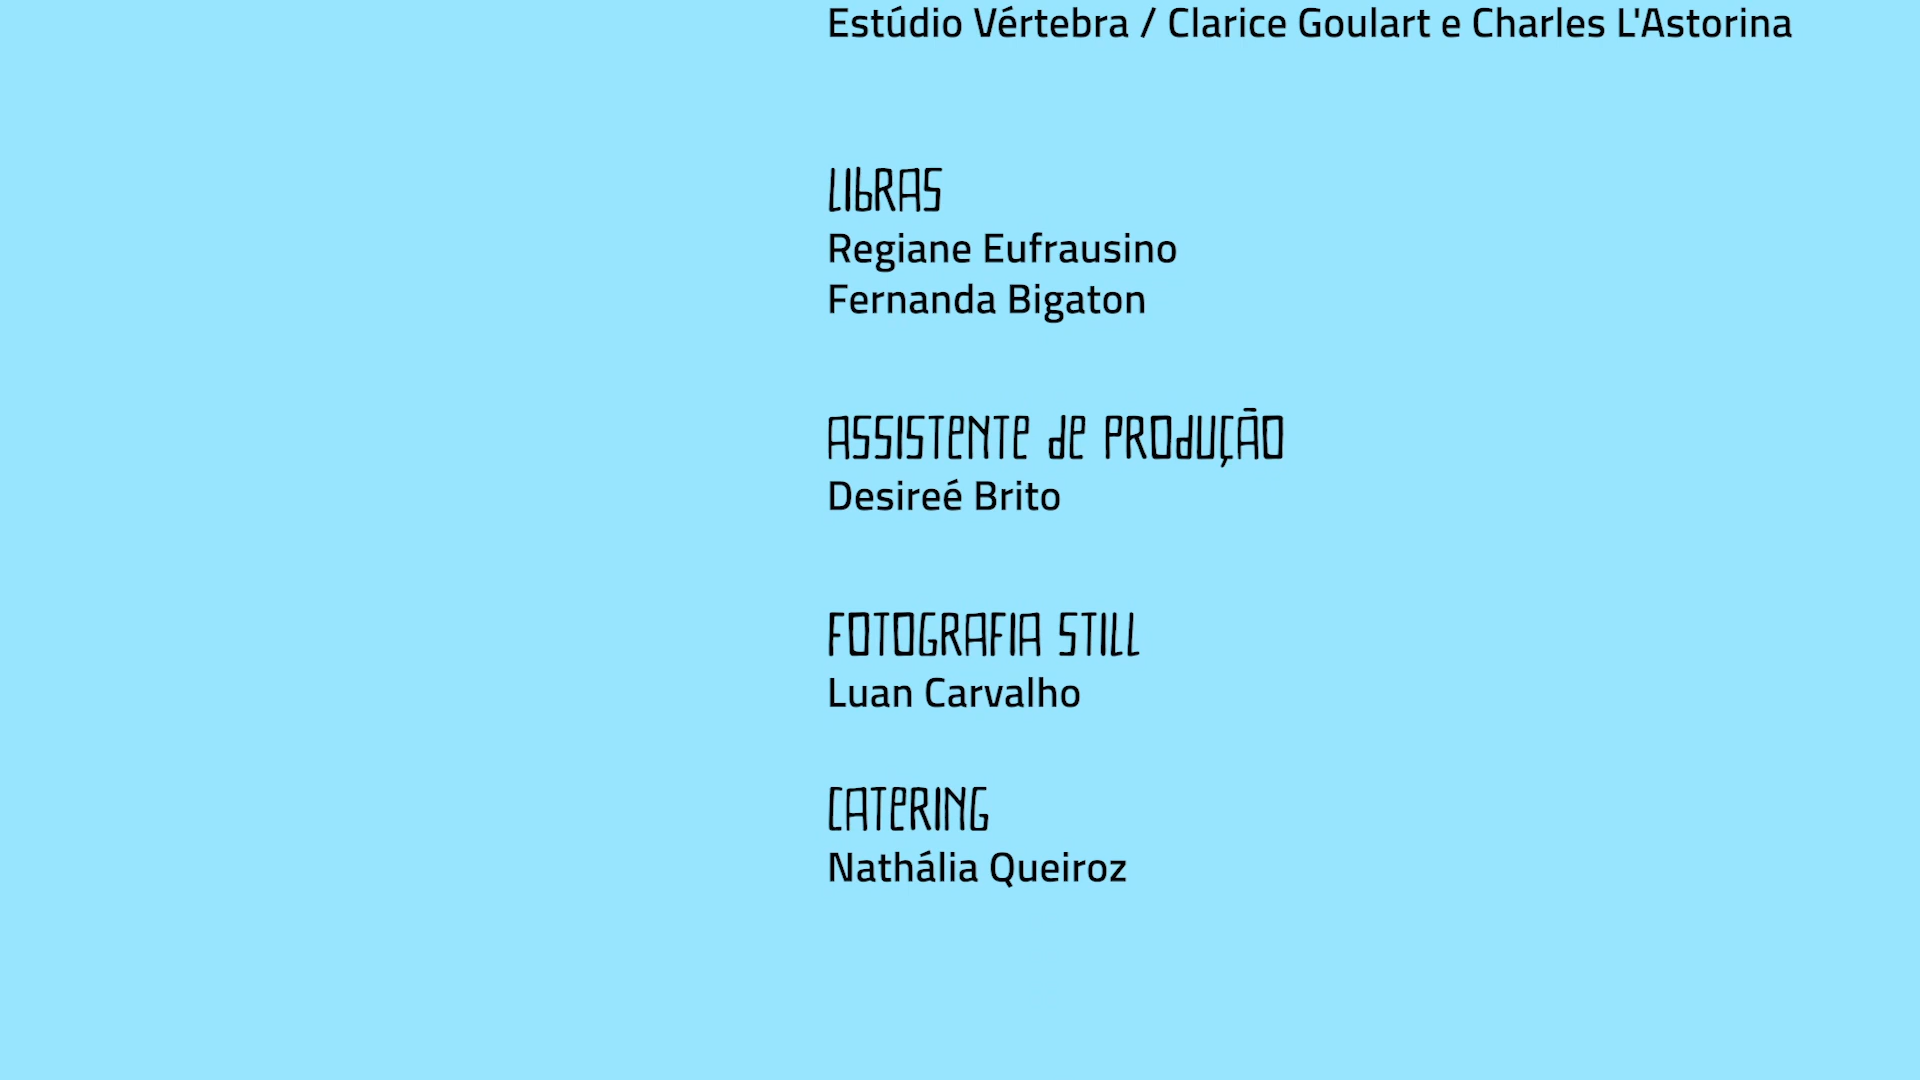 Estúdio Vértebra / Clarice Goulart e Charles L'Astorina
LIbRAS
Regiane Eufrausino
Fernanda Bigaton
ASSISTeNTe de PROdUÇÃO
Desireé Brito
FOTOGRAFIA STILL
Luan Carvalho
CATeRING
Nathália Queiroz